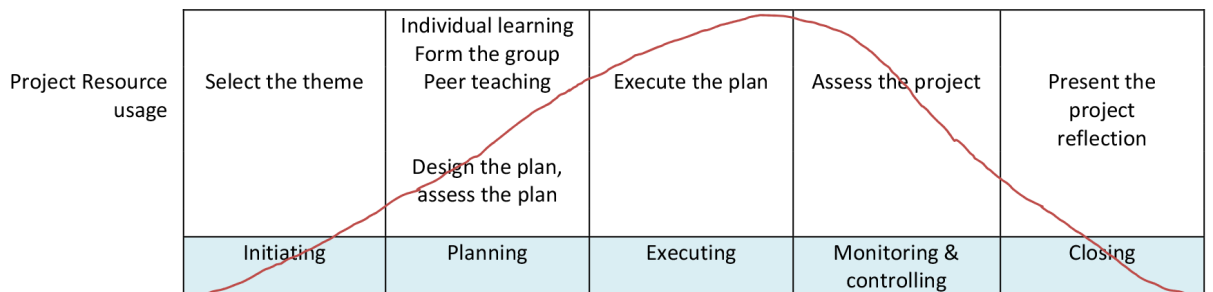 Project Resource
usage
Select the theme
Individual learning
Form the group
Peer teaching
Design the plan,
assess the plan
Execute the plan
Assess the project
Present the
project
reflection
Initiating
Planning
Executing
Monitoring &
controlling
Closing